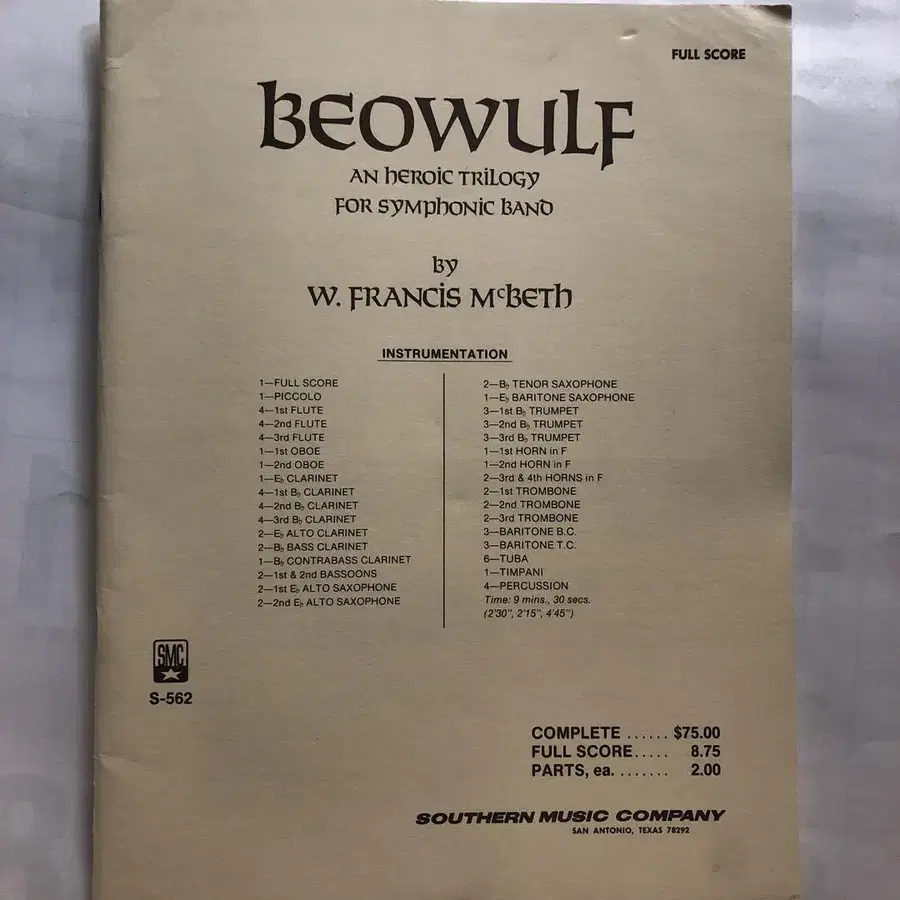 FULL SCORE
BEOWULF
AN HEROIC TRILOGY
FOR SYMPHONIC BAND
by
W. FRANCIS McBETH
INSTRUMENTATION
1—FULL SCORE
1—PICCOLO
4—1st FLUTE
4—2nd FLUTE
4—3rd FLUTE
1—1st OBOE
1—2nd OBOE
1—E♭ CLARINET
4—1st B♭ CLARINET
4—2nd B♭ CLARINET
4—3rd B♭ CLARINET
2—E♭ ALTO CLARINET
2—B♭ BASS CLARINET
1—B♭ CONTRABASS CLARINET
2—1st & 2nd BASSOONS
2—1st E♭ ALTO SAXOPHONE
2—2nd E♭ ALTO SAXOPHONE
2—B♭ TENOR SAXOPHONE
1—E♭ BARITONE SAXOPHONE
3—1st B♭ TRUMPET
3—2nd B♭ TRUMPET
3—3rd B♭ TRUMPET
1—1st HORN in F
1—2nd HORN in F
2—3rd & 4th HORNS in F
2—1st TROMBONE
2—2nd TROMBONE
2—3rd TROMBONE
3—BARITONE B.C.
3—BARITONE T.C.
6—TUBA
1—TIMPANI
4—PERCUSSION
Time: 9 mins., 30 secs.
(2'30", 2'15", 4'45")
SMC
S-562
COMPLETE ...... $75.00
FULL SCORE..... 8.75
PARTS, ea. ....... 2.00
SOUTHERN MUSIC COMPANY
SAN ANTONIO, TEXAS 78292